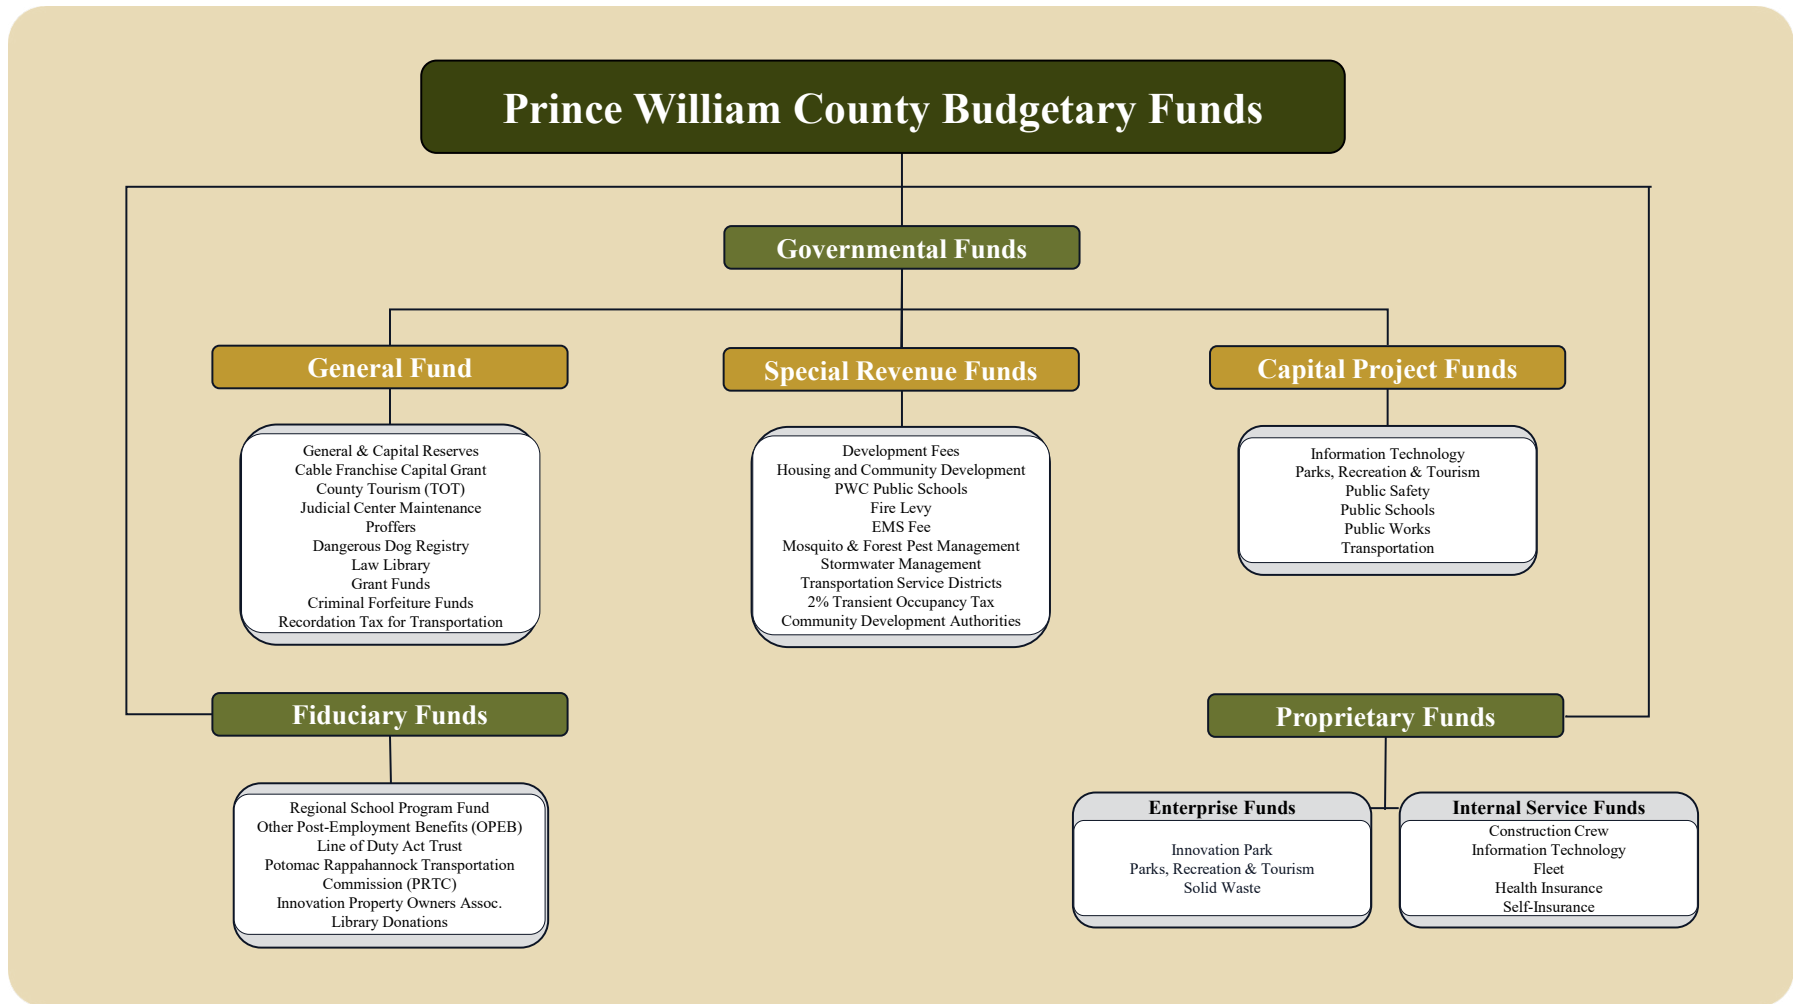 Prince William County Budgetary Funds
Governmental Funds
General Fund
General & Capital Reserves
Cable Franchise Capital Grant
County Tourism (TOT)
Judicial Center Maintenance
Proffers
Dangerous Dog Registry
Law Library
Grant Funds
Criminal Forfeiture Funds
Recordation Tax for Transportation
Special Revenue Funds
Development Fees
Housing and Community Development
PWC Public Schools
Fire Levy
EMS Fee
Mosquito & Forest Pest Management
Stormwater Management
Transportation Service Districts
2% Transient Occupancy Tax
Community Development Authorities
Capital Project Funds
Information Technology
Parks, Recreation & Tourism
Public Safety
Public Schools
Public Works
Transportation
Fiduciary Funds
Regional School Program Fund
Other Post-Employment Benefits (OPEB)
Line of Duty Act Trust
Potomac Rappahannock Transportation
Commission (PRTC)
Innovation Property Owners Assoc.
Library Donations
Proprietary Funds
Enterprise Funds
Innovation Park
Parks, Recreation & Tourism
Solid Waste
Internal Service Funds
Construction Crew
Information Technology
Fleet
Health Insurance
Self-Insurance